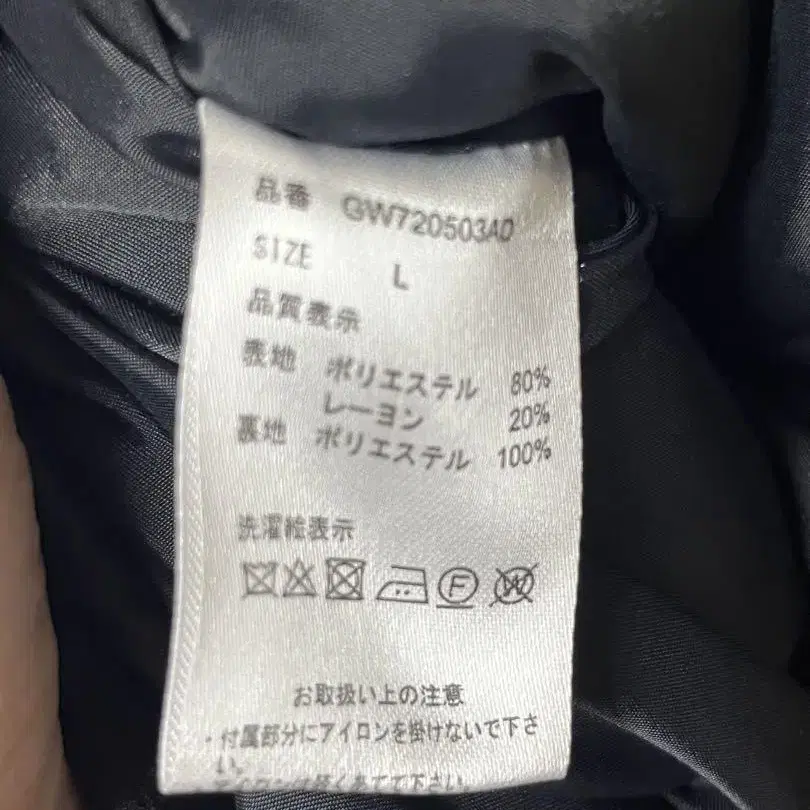 品番 GW720503AD
SIZE L
品質表示
表地 ポリエステル 80%
レーヨン 20%
裏地 ポリエステル 100%
洗濯絵表示
F W
お取扱い上の注意
・付属部分にアイロンを掛けないで下さ
い。